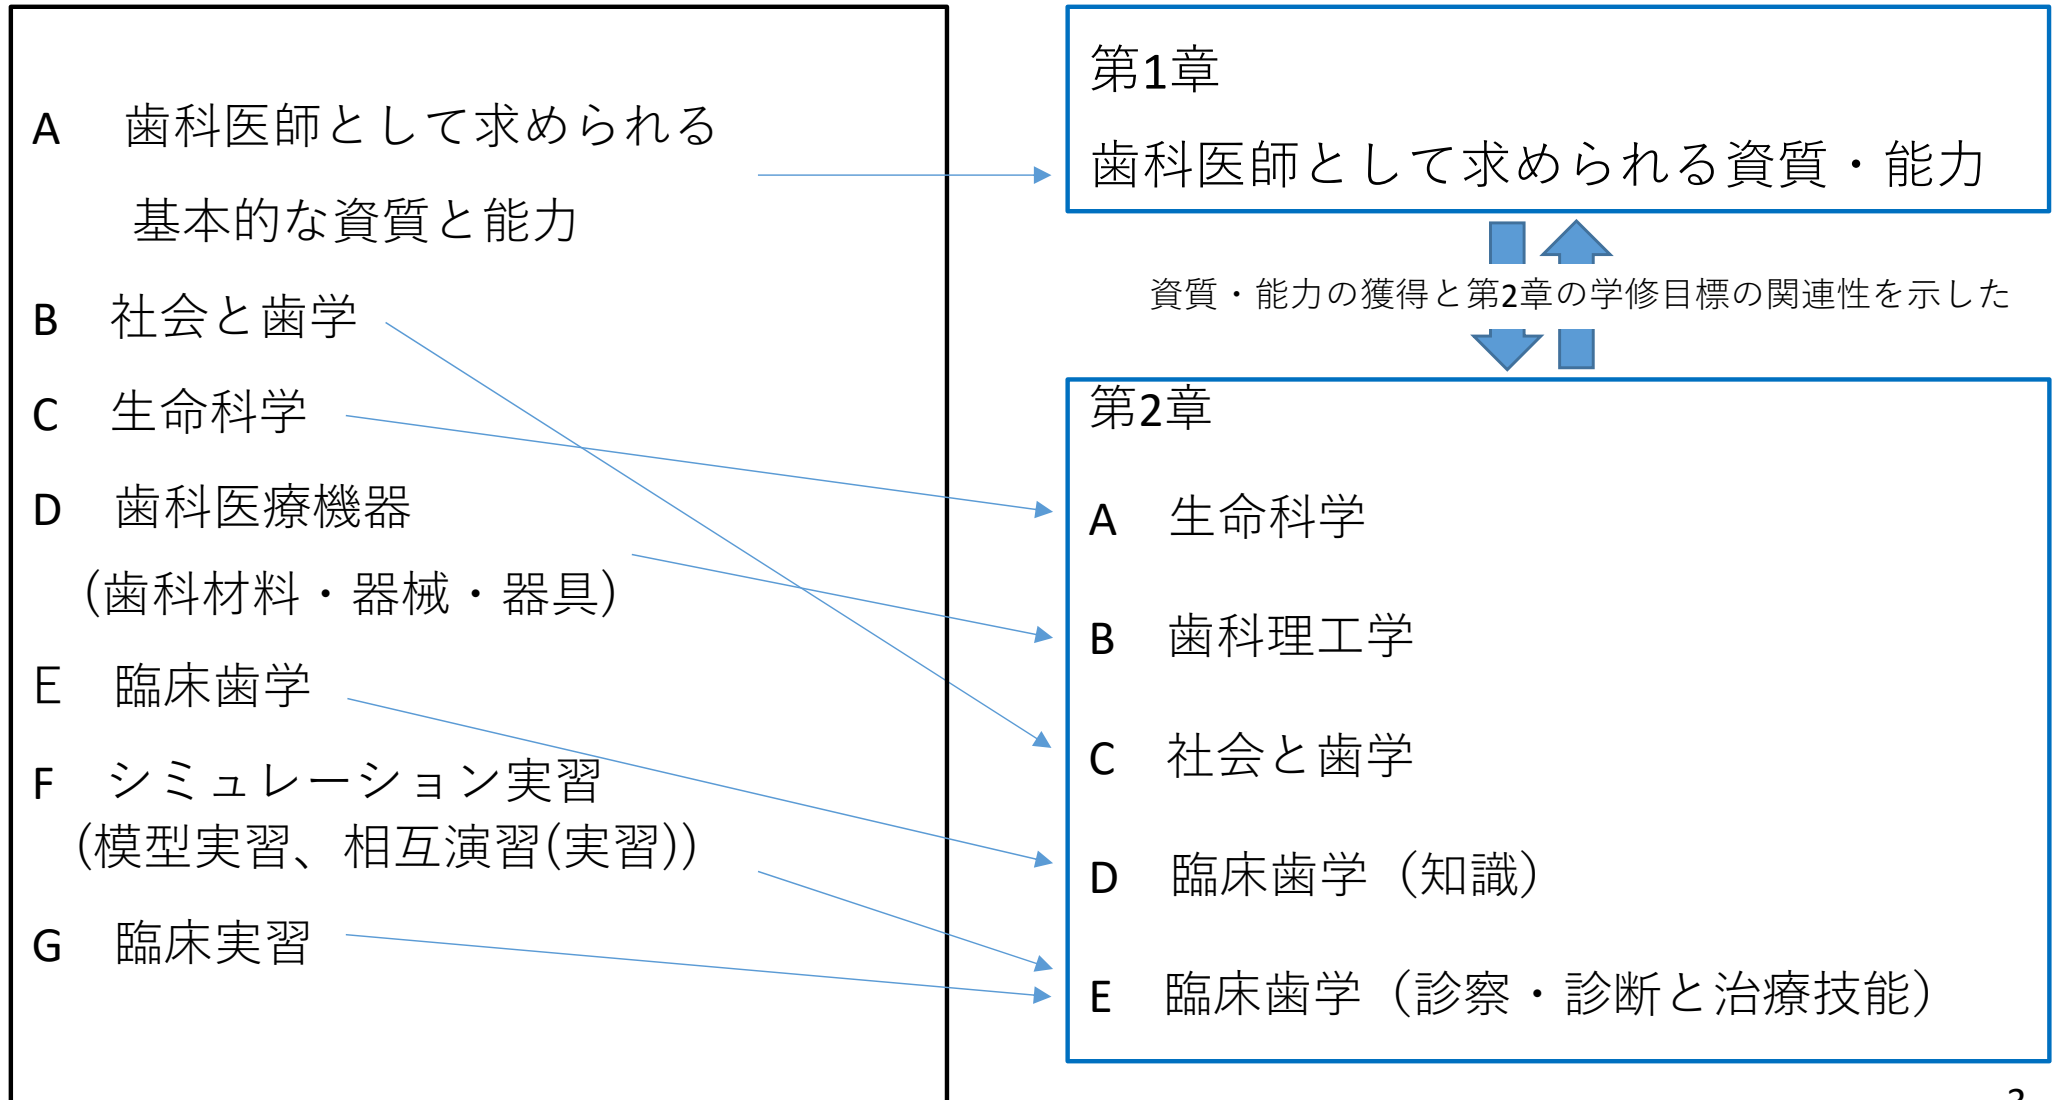 A 歯科医師として求められる
基本的な資質と能力
B 社会と歯学
C 生命科学
D 歯科医療機器
(歯科材料・器械・器具)
E 臨床歯学
F シミュレーション実習
(模型実習、相互演習(実習))
G 臨床実習
第1章
歯科医師として求められる資質・能力
資質・能力の獲得と第2章の学修目標の関連性を示した
第2章
A 生命科学
B 歯科理工学
C 社会と歯学
D 臨床歯学（知識）
E 臨床歯学（診察・診断と治療技能）